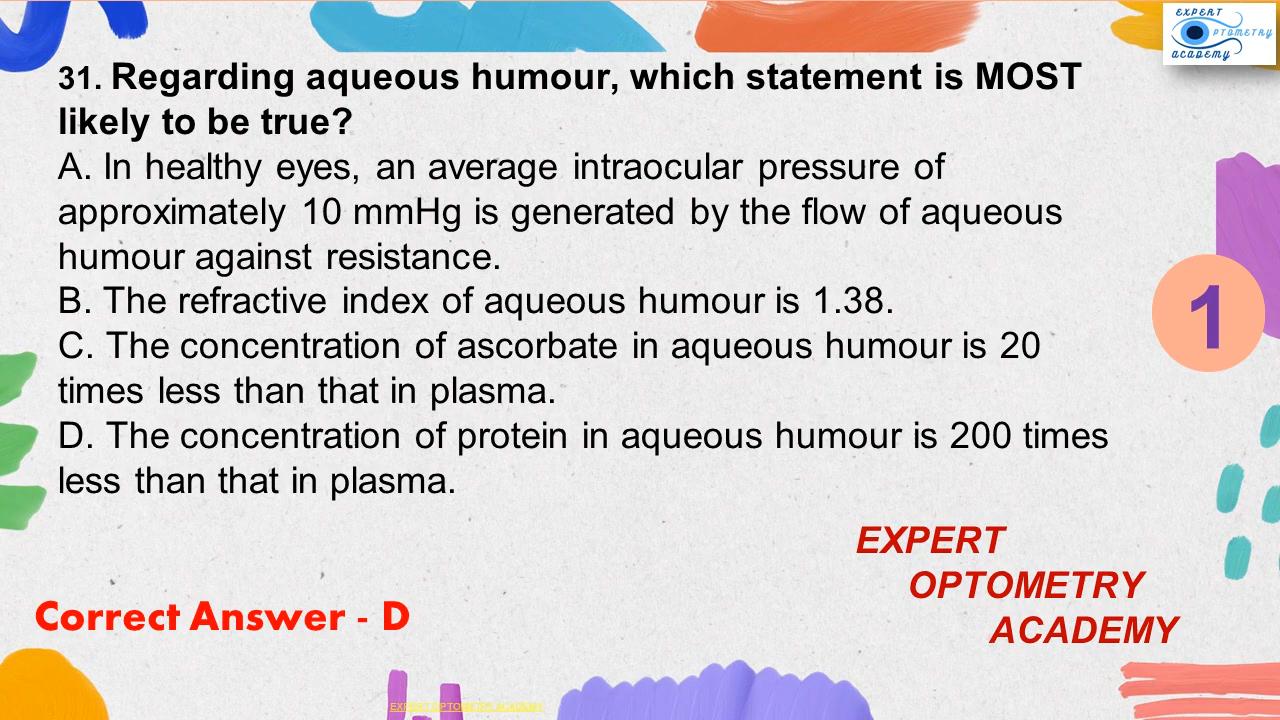 EXPERT
PTOMETRY
academy
31. Regarding aqueous humour, which statement is MOST
likely to be true?
A. In healthy eyes, an average intraocular pressure of
approximately 10 mmHg is generated by the flow of aqueous
humour against resistance.
B. The refractive index of aqueous humour is 1.38.
C. The concentration of ascorbate in aqueous humour is 20
times less than that in plasma.
D. The concentration of protein in aqueous humour is 200 times
less than that in plasma.
1
EXPERT
OPTOMETRY
ACADEMY
Correct Answer - D
EXPERT OPTOMETRY ACADEMY